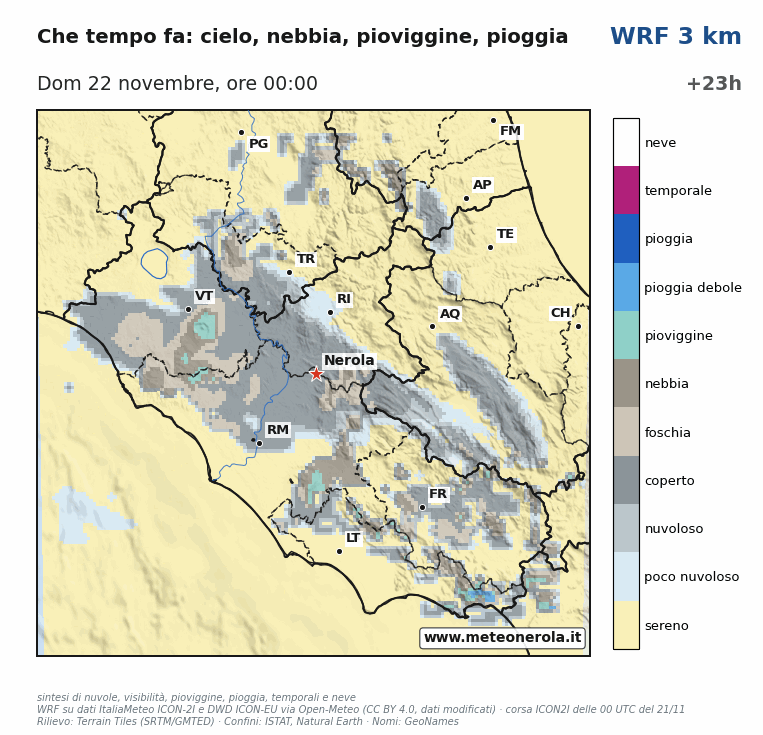 Che tempo fa: cielo, nebbia, pioviggine, pioggia
WRF 3 km
Dom 22 novembre, ore 00:00
+23h
PG
FM
AP
TE
TR
RI
VT
AQ
CH
Nerola
RM
FR
LT
www.meteonerola.it
neve
temporale
pioggia
pioggia debole
pioviggine
nebbia
foschia
coperto
nuvoloso
poco nuvoloso
sereno
sintesi di nuvole, visibilità, pioviggine, pioggia, temporali e neve
WRF su dati ItaliaMeteo ICON-2I e DWD ICON-EU via Open-Meteo (CC BY 4.0, dati modificati) · corsa ICON2I delle 00 UTC del 21/11
Rilievo: Terrain Tiles (SRTM/GMTED) · Confini: ISTAT, Natural Earth · Nomi: GeoNames